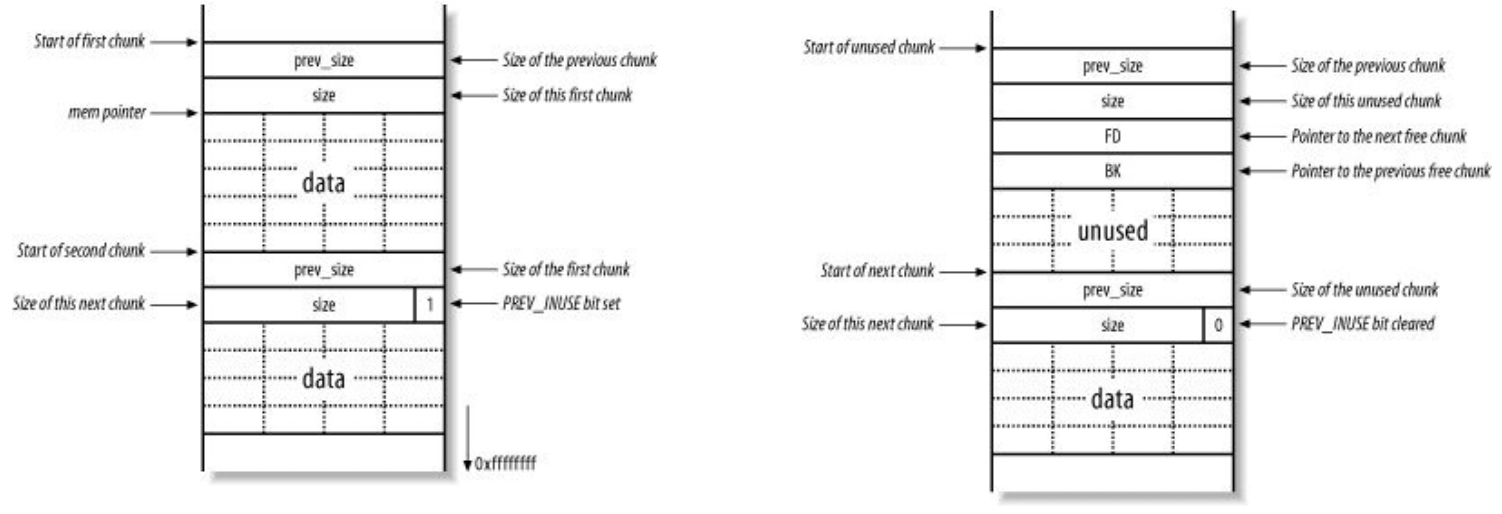 Start of first chunk
prev_size
Size of the previous chunk
size
Size of this first chunk
mem pointer
data
Start of second chunk
prev_size
Size of the first chunk
Size of this next chunk
size
1
PREV_INUSE bit set
data
0xffffffff
Start of unused chunk
prev_size
Size of the previous chunk
size
Size of this unused chunk
FD
Pointer to the next free chunk
BK
Pointer to the previous free chunk
unused
Start of next chunk
prev_size
Size of the unused chunk
Size of this next chunk
size
0
PREV_INUSE bit cleared
data